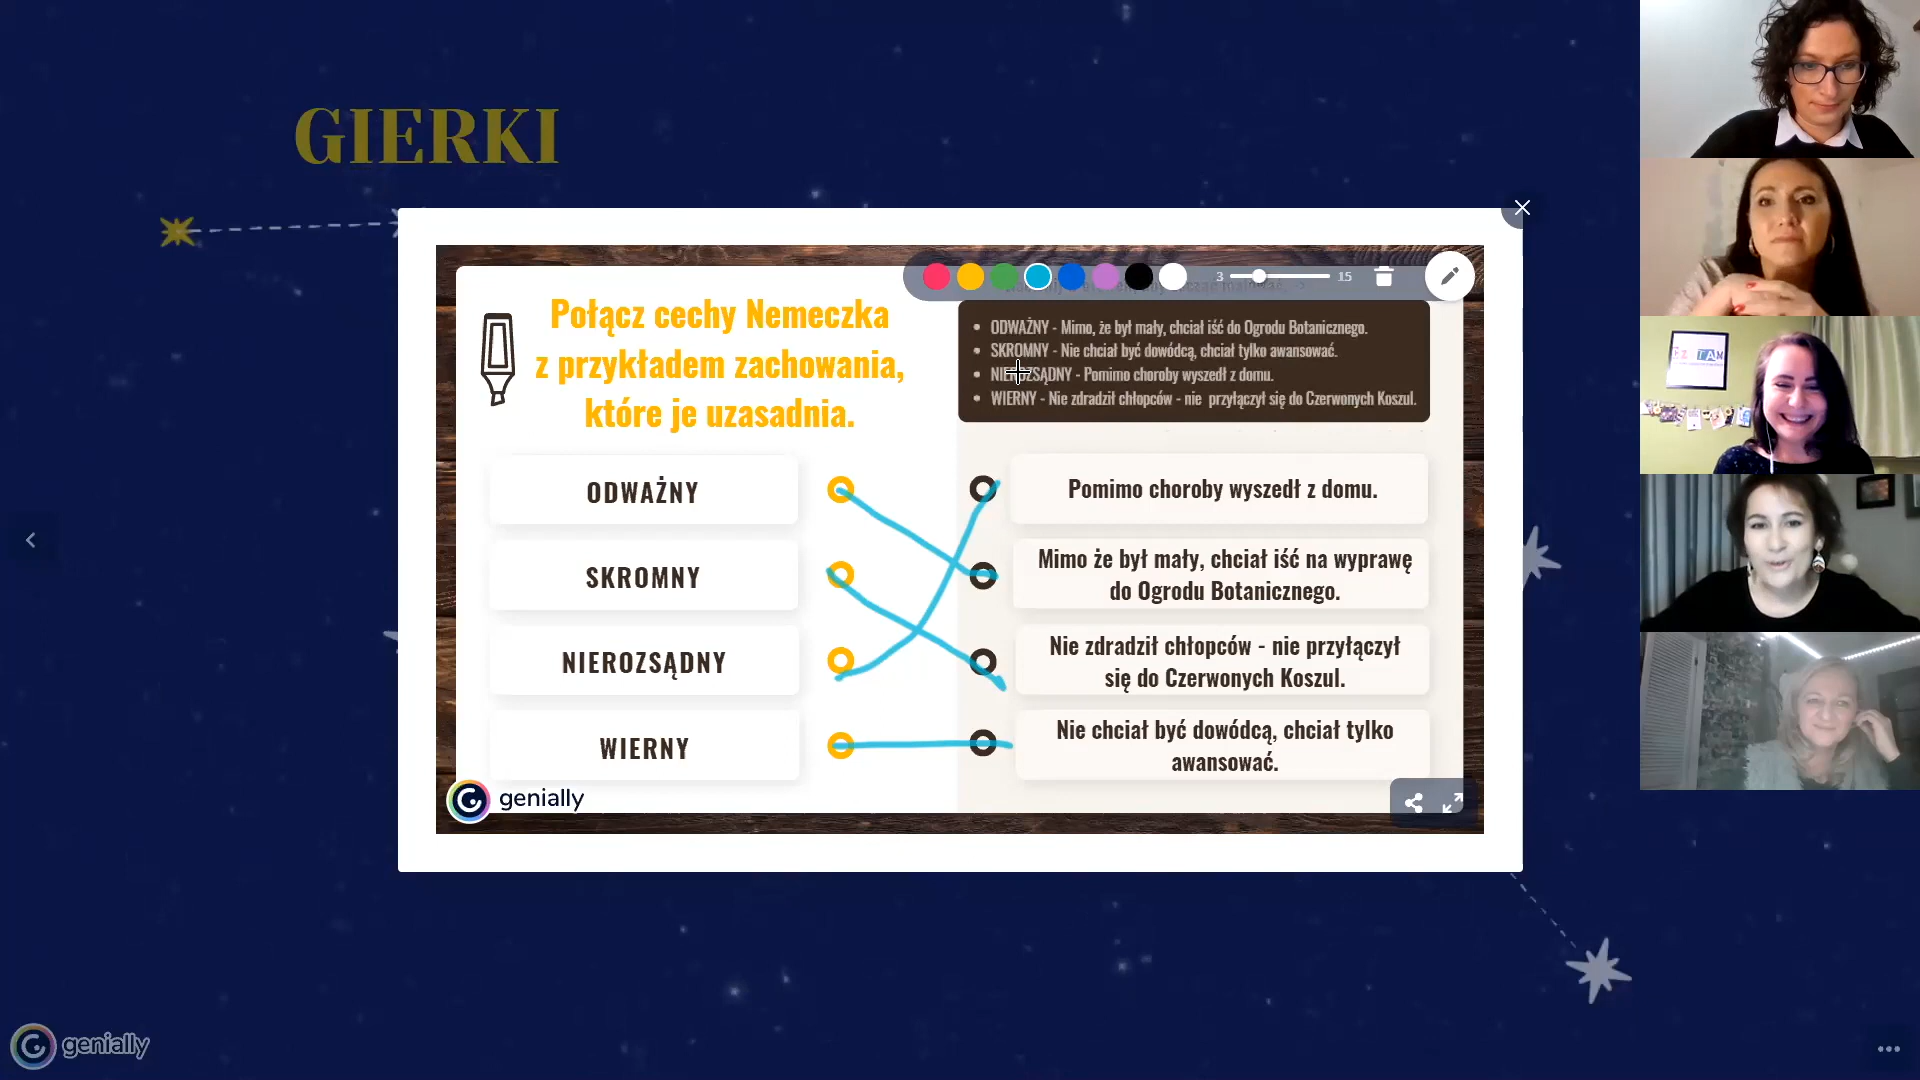 GIERKI
Połącz cechy Nemeczka
z przykładem zachowania,
które je uzasadnia.
3
15
ODWAŻNY - Mimo, że był mały, chciał iść do Ogrodu Botanicznego.
SKROMNY - Nie chciał być dowódcą, chciał tylko awansować.
NIEROZSĄDNY - Pomimo choroby wyszedł z domu.
WIERNY - Nie zdradził chłopców - nie przyłączył się do Czerwonych Koszul.
ODWAŻNY
SKROMNY
NIEROZSĄDNY
WIERNY
Pomimo choroby wyszedł z domu.
Mimo że był mały, chciał iść na wyprawę
do Ogrodu Botanicznego.
Nie zdradził chłopców - nie przyłączył
się do Czerwonych Koszul.
Nie chciał być dowódcą, chciał tylko
awansować.
genially
genially